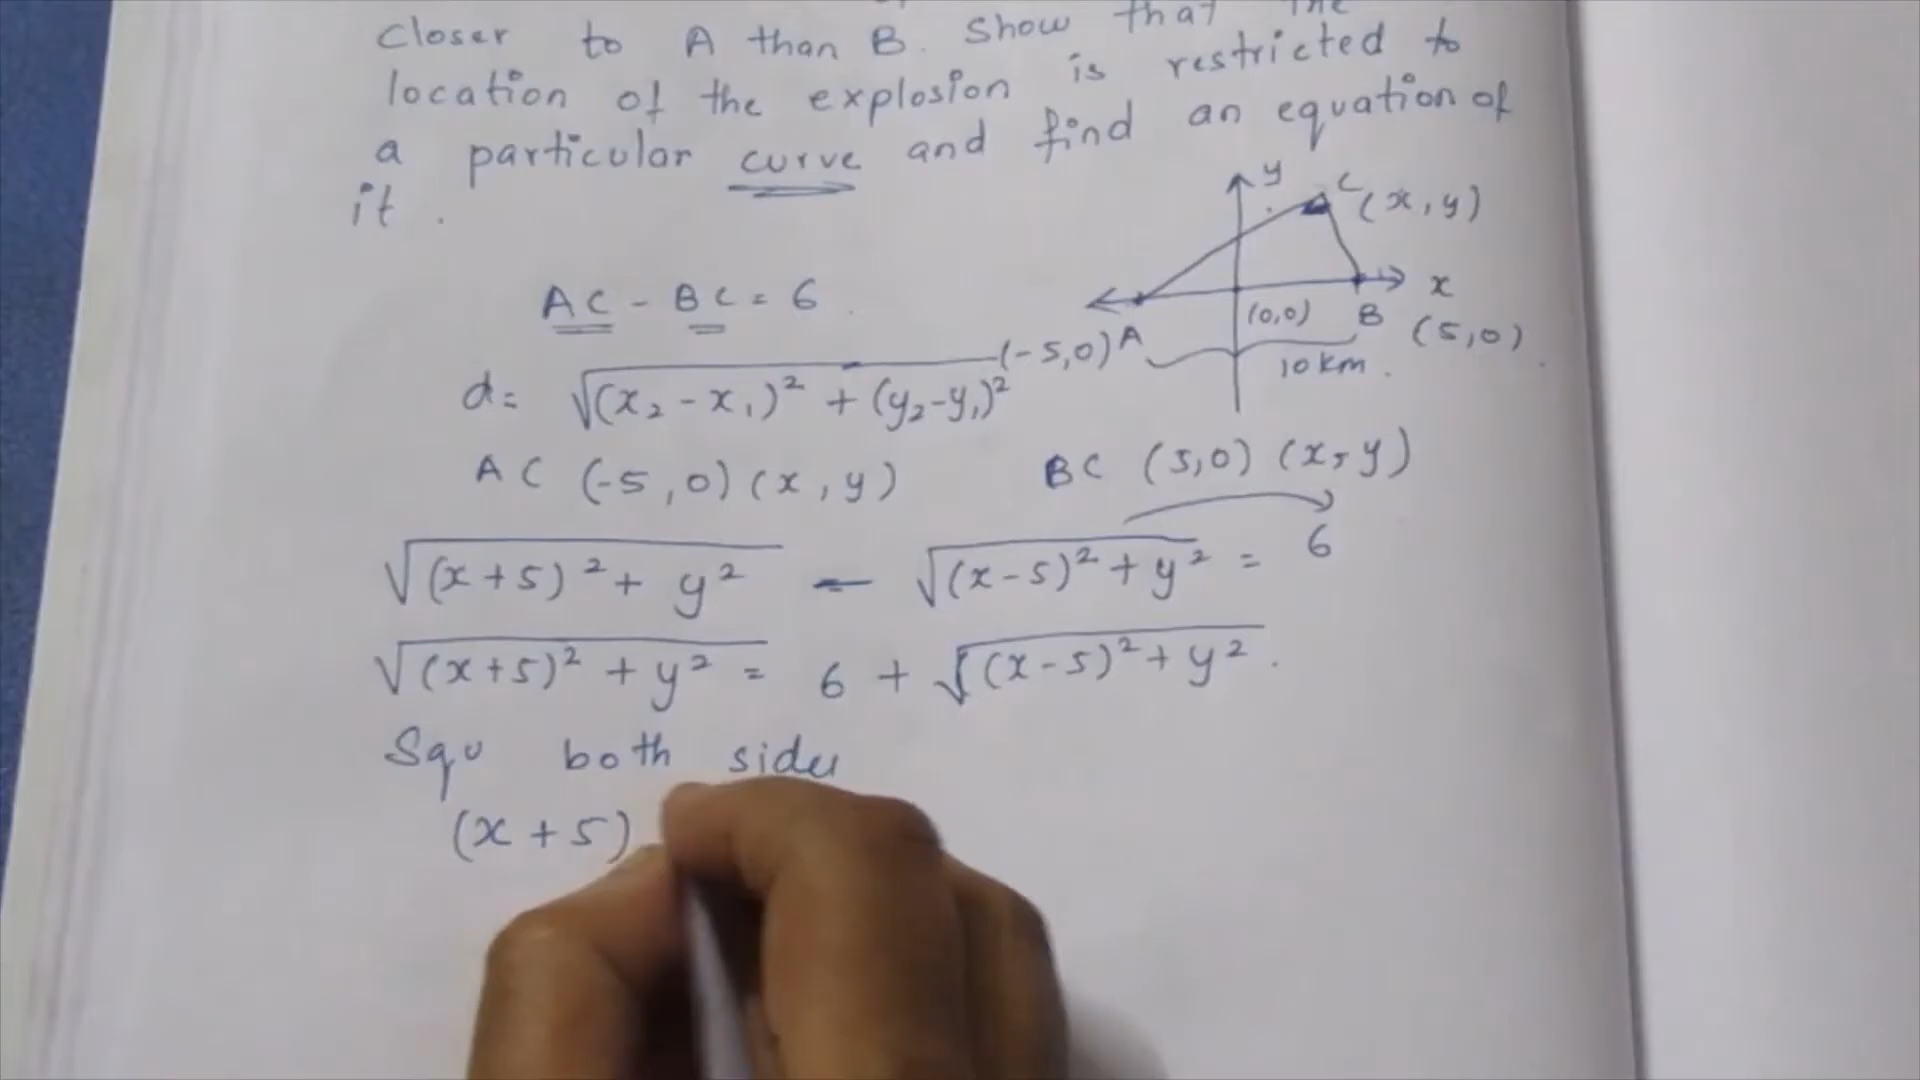 closer to A than B. Show that the
location of the explosion is restricted to
a particular curve and find an equation of
it.
y
C (x, y)
AC - BC = 6
x
(0,0) B (5,0)
(-5,0) A
10 km.
d = √(x₂ - x₁)² + (y₂ - y₁)²
AC (-5, 0) (x, y) BC (5,0) (x, y)
√(x+5)² + y² - √(x-5)² + y² = 6
√(x+5)² + y² = 6 + √(x-5)² + y².
Squ both sides
(x + 5)